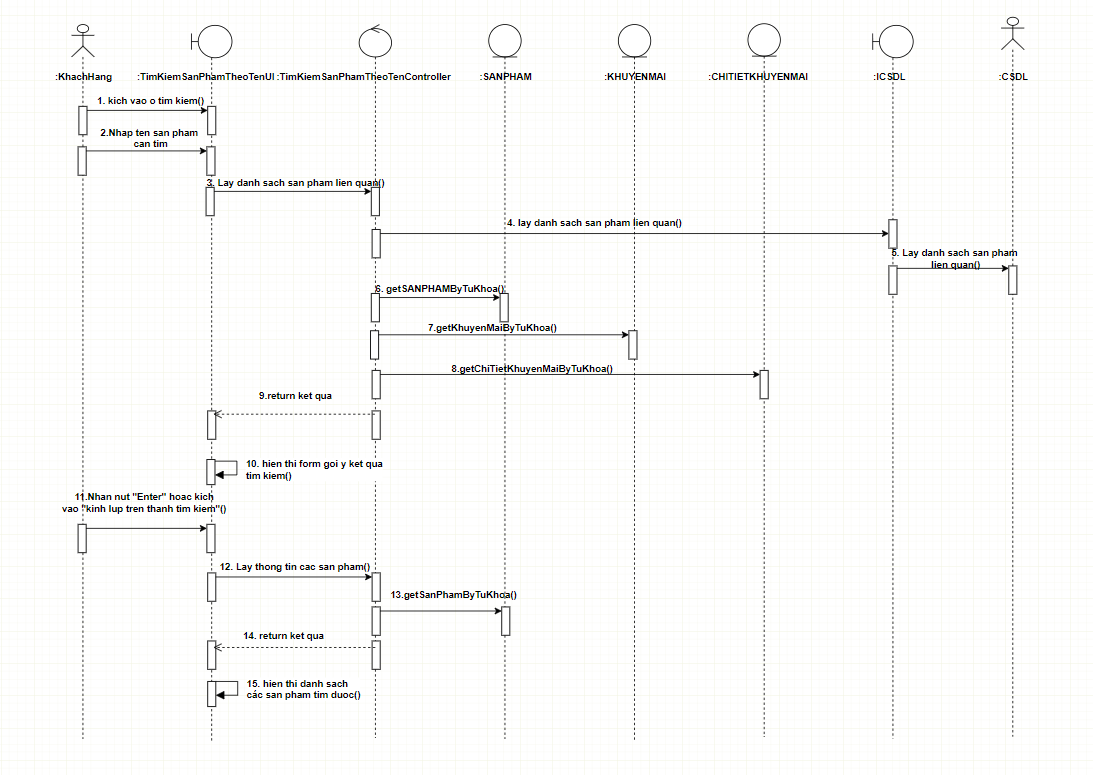 :KhachHang
:TimKiemSanPhamTheoTenUI
:TimKiemSanPhamTheoTenController
:SANPHAM
:KHUYENMAI
:CHITIETKHUYENMAI
:ICSDL
:CSDL
1. kich vao o tim kiem()
2.Nhap ten san pham
can tim
3. Lay danh sach san pham lien quan()
4. lay danh sach san pham lien quan()
5. Lay danh sach san pham
lien quan()
6. getSANPHAMByTuKhoa()
7.getKhuyenMaiByTuKhoa()
8.getChiTietKhuyenMaiByTuKhoa()
9.return ket qua
10. hien thi form goi y ket qua
tim kiem()
11.Nhan nut "Enter" hoac kich
vao "kinh lup tren thanh tim kiem"()
12. Lay thong tin cac san pham()
13.getSanPhamByTuKhoa()
14. return ket qua
15. hien thi danh sach
các san pham tim duoc()